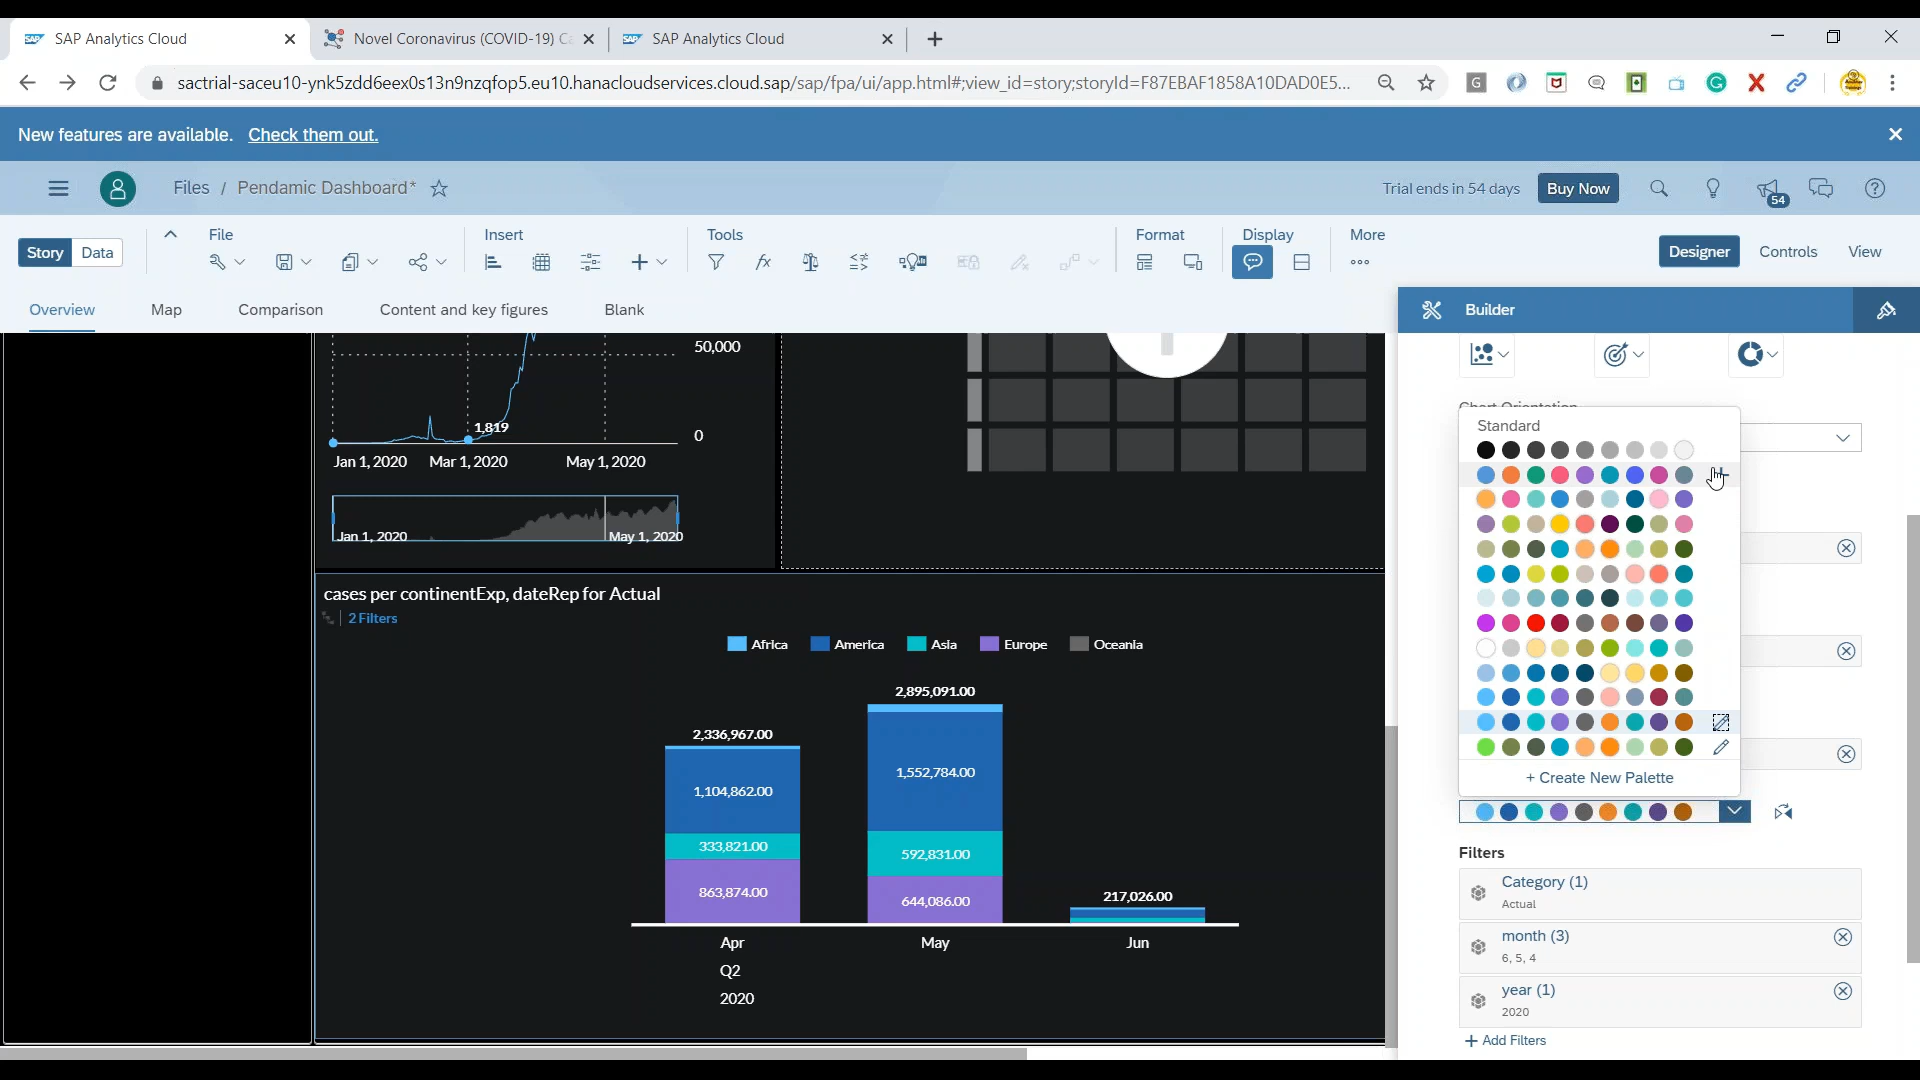 SAP SAP Analytics Cloud
Novel Coronavirus (COVID-19) Ca
SAP SAP Analytics Cloud
sactrial-saceu10-ynk5zdd6eex0s13n9nzqfop5.eu10.hanacloudservices.cloud.sap/sap/fpa/ui/app.html#;view_id=story;storyId=F87EBAF1858A10DAD0E5...
New features are available. Check them out.
Files / Pendamic Dashboard*
Trial ends in 54 days
Buy Now
54
Story
Data
File
Insert
Tools
Format
Display
More
Designer
Controls
View
Overview
Map
Comparison
Content and key figures
Blank
Builder
50,000
1,819
0
Jan 1, 2020
Mar 1, 2020
May 1, 2020
Jan 1, 2020
May 1, 2020
cases per continentExp, dateRep for Actual
2 Filters
Africa
America
Asia
Europe
Oceania
2,895,091.00
2,336,967.00
1,552,784.00
1,104,862.00
333,821.00
592,831.00
863,874.00
644,086.00
217,026.00
Apr
May
Jun
Q2
2020
Chart Orientation
Standard
+ Create New Palette
Filters
Category (1)
Actual
month (3)
6, 5, 4
year (1)
2020
+ Add Filters